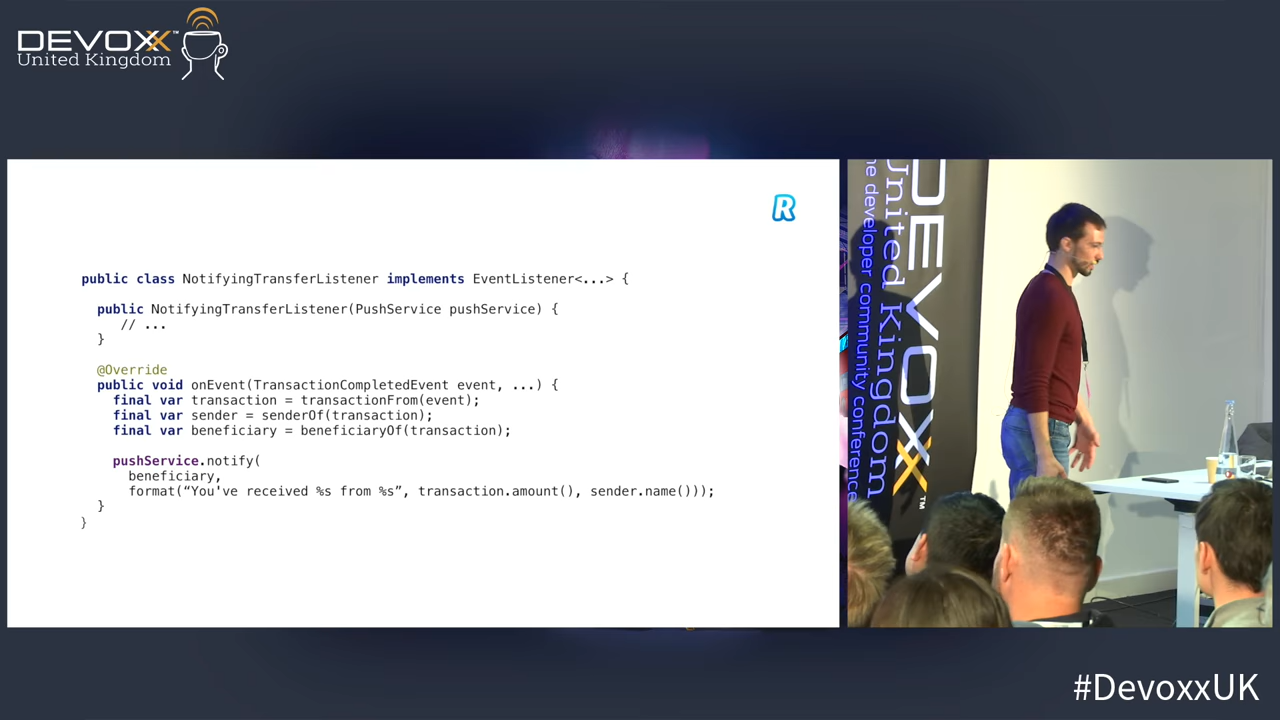 DEVOXX™
United Kingdom
R
public class NotifyingTransferListener implements EventListener<...> {
public NotifyingTransferListener(PushService pushService) {
// ...
}
@Override
public void onEvent(TransactionCompletedEvent event, ...) {
final var transaction = transactionFrom(event);
final var sender = senderOf(transaction);
final var beneficiary = beneficiaryOf(transaction);
pushService.notify(
beneficiary,
format(“You've received %s from %s”, transaction.amount(), sender.name()));
}
}
DEVOXX™
United Kingdom
the developer community conference
#DevoxxUK